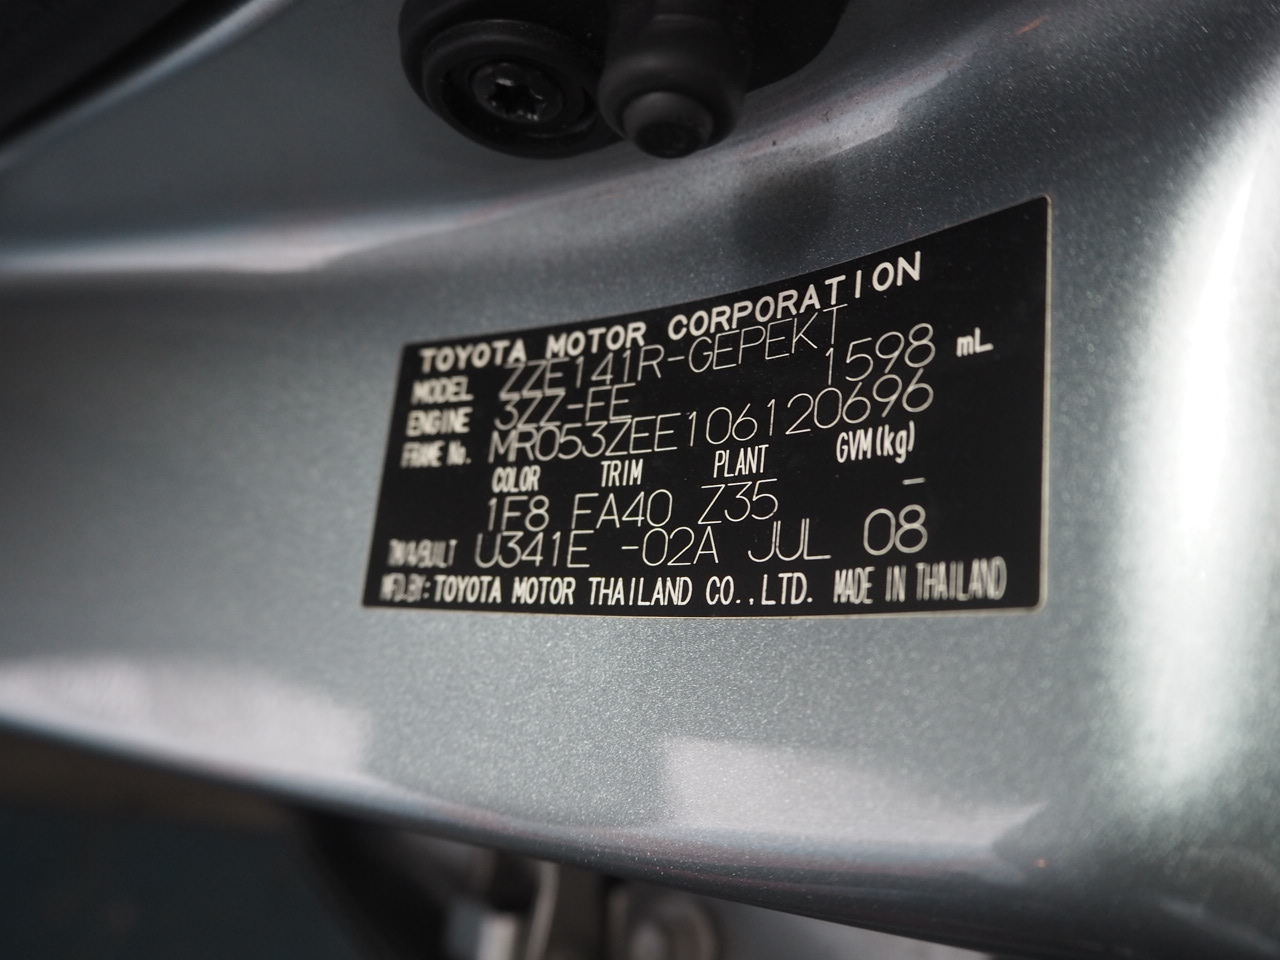 TOYOTA MOTOR CORPORATION
MODEL ZZE141R-GEPEKT
ENGINE 3ZZ-FE 1598 mL
FRAME No. MR053ZEE106120696
COLOR TRIM PLANT GVM(kg)
1F8 FA40 Z35 –
TM/A/BUILT U341E -02A JUL 08
MFD.BY:TOYOTA MOTOR THAILAND CO.,LTD. MADE IN THAILAND